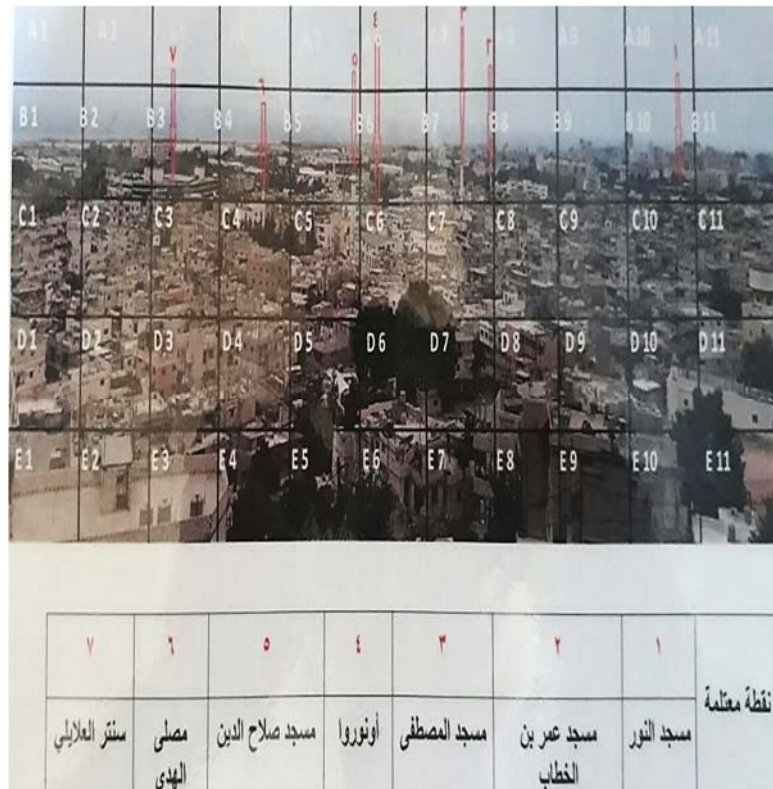 A1 A2 A3 A4 A5 A6 A8 A8 A9 A10 A11
٧ ٦ ٥ ٤ ٣ ٢ ١
B1 B2 B3 B4 B5 B6 B7 B8 B9 B11
C1 C2 C3 C4 C5 C6 C7 C8 C9 C10 C11
D1 D2 D3 D4 D5 D6 D7 D8 D9 D10 D11
E1 E2 E3 E4 E5 E6 E7 E8 E9 E10 E11
نقطة معتلمة ١ ٢ ٣ ٤ ٥ ٦ ٧
مسجد النور مسجد عمر بن مسجد المصطفى أونوروا مسجد صلاح الدين مصلى سنتر العلايلي
الخطاب الهدى